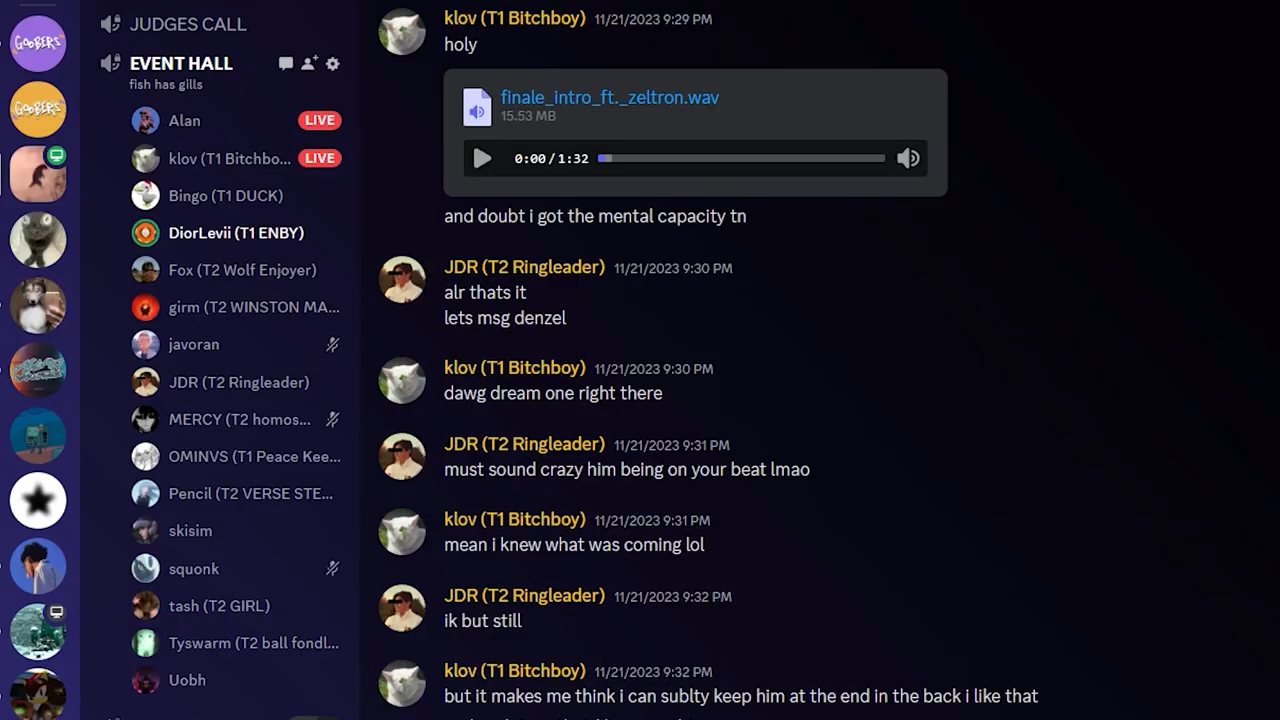 GOOBERS
GOOBERS
JUDGES CALL
EVENT HALL
fish has gills
Alan
LIVE
klov (T1 Bitchbo...
LIVE
Bingo (T1 DUCK)
DiorLevii (T1 ENBY)
Fox (T2 Wolf Enjoyer)
girm (T2 WINSTON MA...
javoran
JDR (T2 Ringleader)
MERCY (T2 homos...
OMINVS (T1 Peace Kee...
Pencil (T2 VERSE STE...
skisim
squonk
tash (T2 GIRL)
Tyswarm (T2 ball fondl...
Uobh
klov (T1 Bitchboy) 11/21/2023 9:29 PM
holy
finale_intro_ft._zeltron.wav
15.53 MB
0:00 / 1:32
and doubt i got the mental capacity tn
JDR (T2 Ringleader) 11/21/2023 9:30 PM
alr thats it
lets msg denzel
klov (T1 Bitchboy) 11/21/2023 9:30 PM
dawg dream one right there
JDR (T2 Ringleader) 11/21/2023 9:31 PM
must sound crazy him being on your beat lmao
klov (T1 Bitchboy) 11/21/2023 9:31 PM
mean i knew what was coming lol
JDR (T2 Ringleader) 11/21/2023 9:32 PM
ik but still
klov (T1 Bitchboy) 11/21/2023 9:32 PM
but it makes me think i can sublty keep him at the end in the back i like that